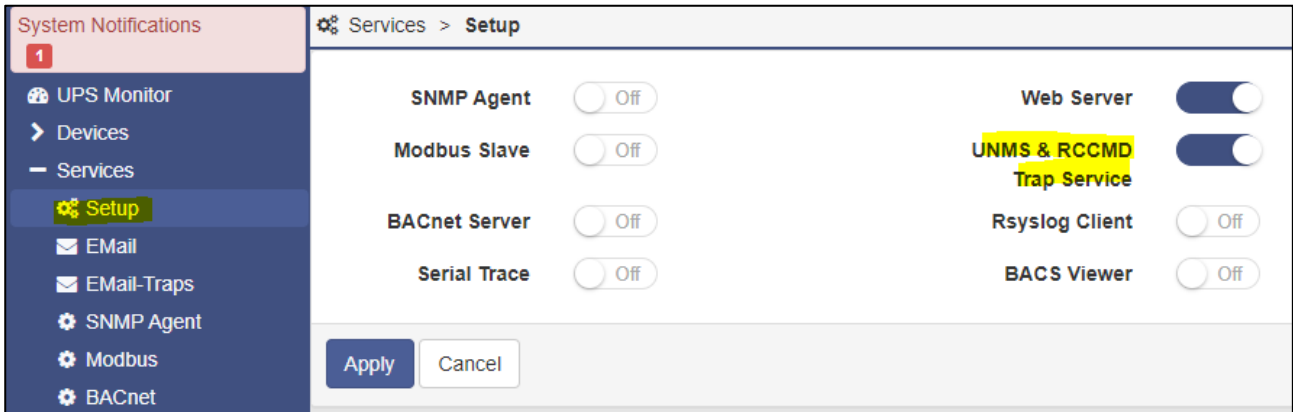 System Notifications
1
UPS Monitor
Devices
Services
Setup
EMail
EMail-Traps
SNMP Agent
Modbus
BACnet
Services > Setup
SNMP Agent Off
Web Server
Modbus Slave Off
UNMS & RCCMD
Trap Service
BACnet Server Off
Rsyslog Client Off
Serial Trace Off
BACS Viewer Off
Apply Cancel